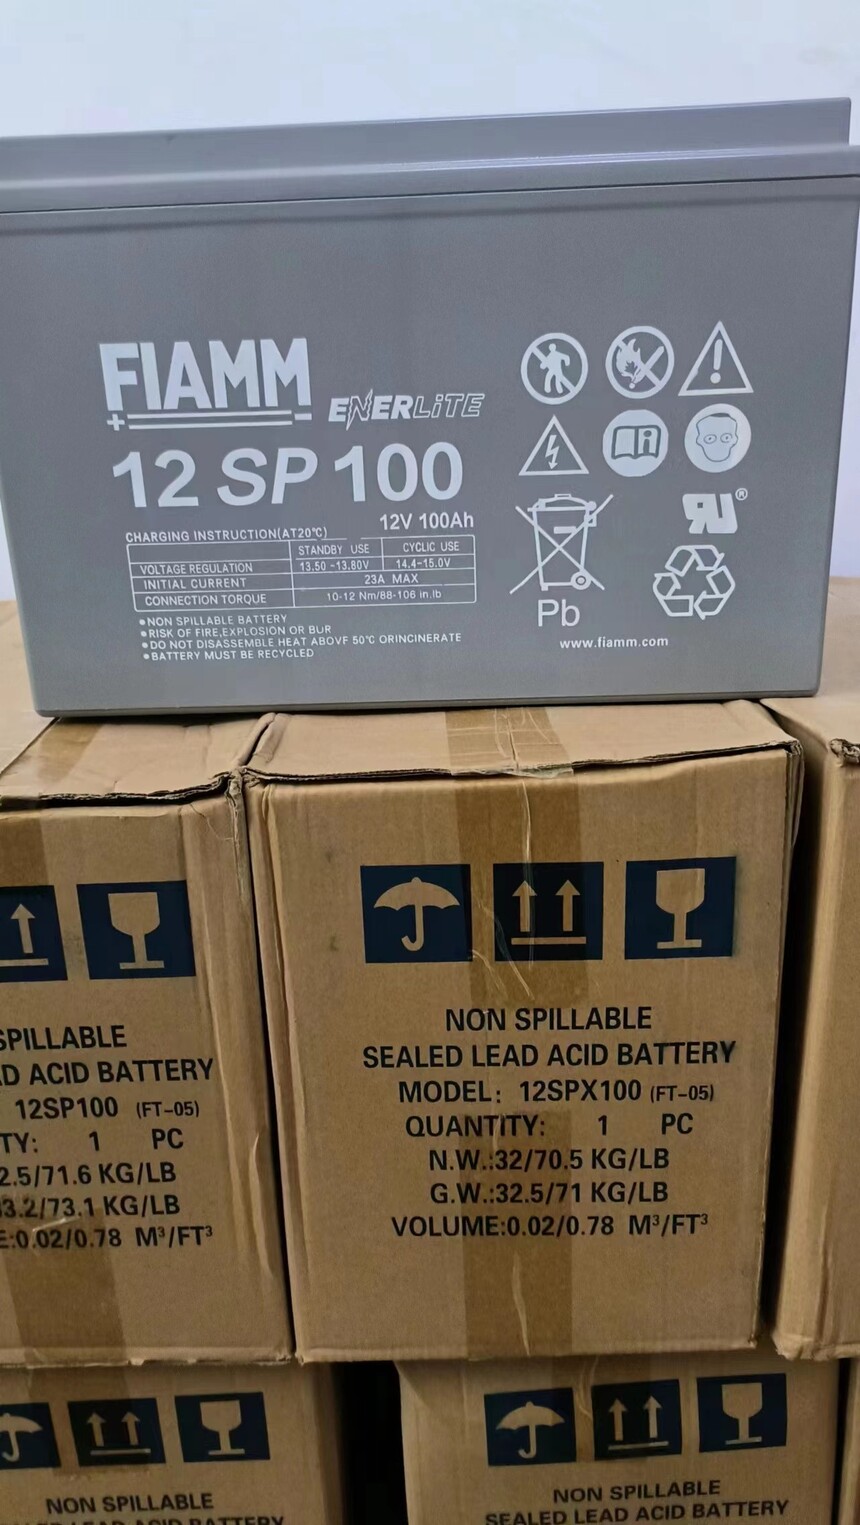 FIAMM
+ -
ENERLiTE
12 SP 100
12V 100Ah
CHARGING INSTRUCTION(AT20℃)
STANDBY USE CYCLIC USE
VOLTAGE REGULATION 13.50 -13.80V 14.4-15.0V
INITIAL CURRENT 23A MAX
CONNECTION TORQUE 10-12 Nm/88-106 in.lb
•NON SPILLABLE BATTERY
•RISK OF FIRE,EXPLOSION OR BUR
•DO NOT DISASSEMBLE HEAT ABOVF 50℃ ORINCINERATE
•BATTERY MUST BE RECYCLED
Pb
®
www.fiamm.com
SPILLABLE
D ACID BATTERY
12SP100 (FT-05)
TY: 1 PC
2.5/71.6 KG/LB
3.2/73.1 KG/LB
E:0.02/0.78 M³/FT³
NON SPILLABLE
SEALED LEAD ACID BATTERY
MODEL: 12SPX100 (FT-05)
QUANTITY: 1 PC
N.W.:32/70.5 KG/LB
G.W.:32.5/71 KG/LB
VOLUME:0.02/0.78 M³/FT³
NON SPILLABLE
NON SPILLABLE
SEALED LEAD ACID BATTERY